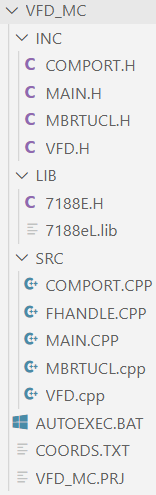 VFD_MC
INC
C COMPORT.H
C MAIN.H
C MBRTUCL.H
C VFD.H
LIB
C 7188E.H
7188eL.lib
SRC
C++ COMPORT.CPP
C++ FHANDLE.CPP
C++ MAIN.CPP
C++ MBRTUCL.cpp
C++ VFD.cpp
AUTOEXEC.BAT
COORDS.TXT
VFD_MC.PRJ